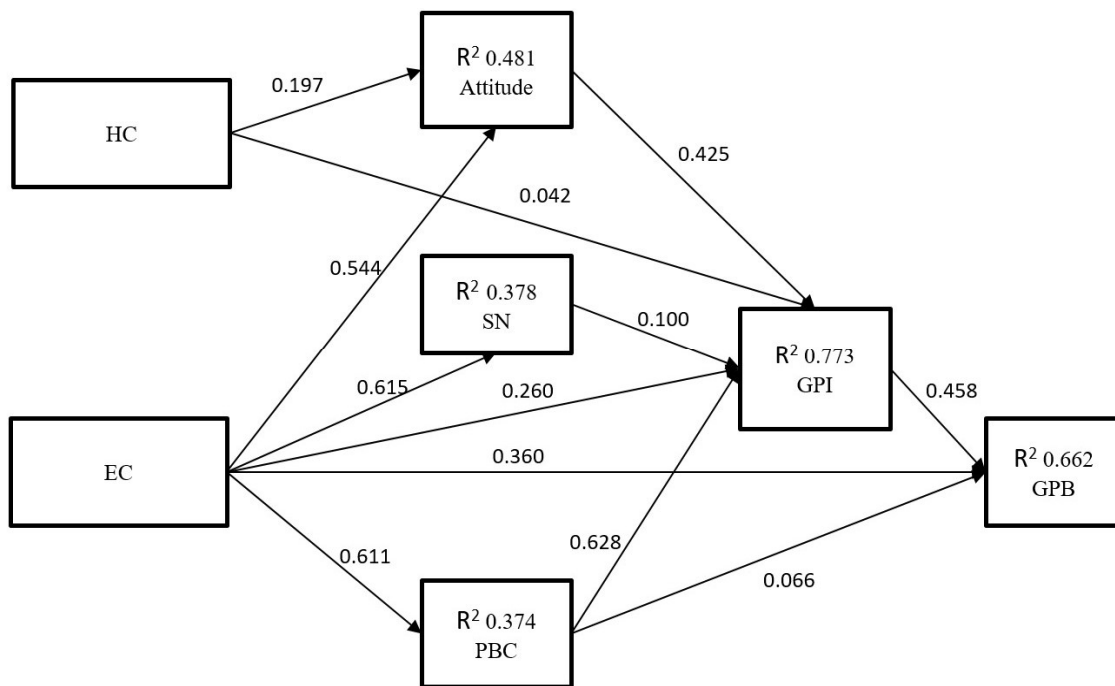 R² 0.481
Attitude
0.197
HC
0.425
0.042
0.544
R² 0.378
SN
0.100
R² 0.773
GPI
0.615
0.260
0.458
EC
0.360
R² 0.662
GPB
0.611
0.628
0.066
R² 0.374
PBC